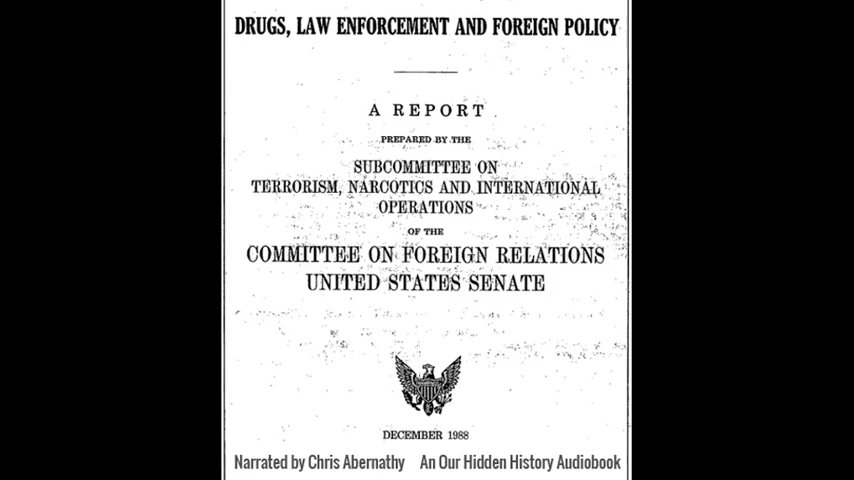 DRUGS, LAW ENFORCEMENT AND FOREIGN POLICY
A REPORT
PREPARED BY THE
SUBCOMMITTEE ON
TERRORISM, NARCOTICS AND INTERNATIONAL
OPERATIONS
OF THE
COMMITTEE ON FOREIGN RELATIONS
UNITED STATES SENATE
DECEMBER 1988
Narrated by Chris Abernathy An Our Hidden History Audiobook